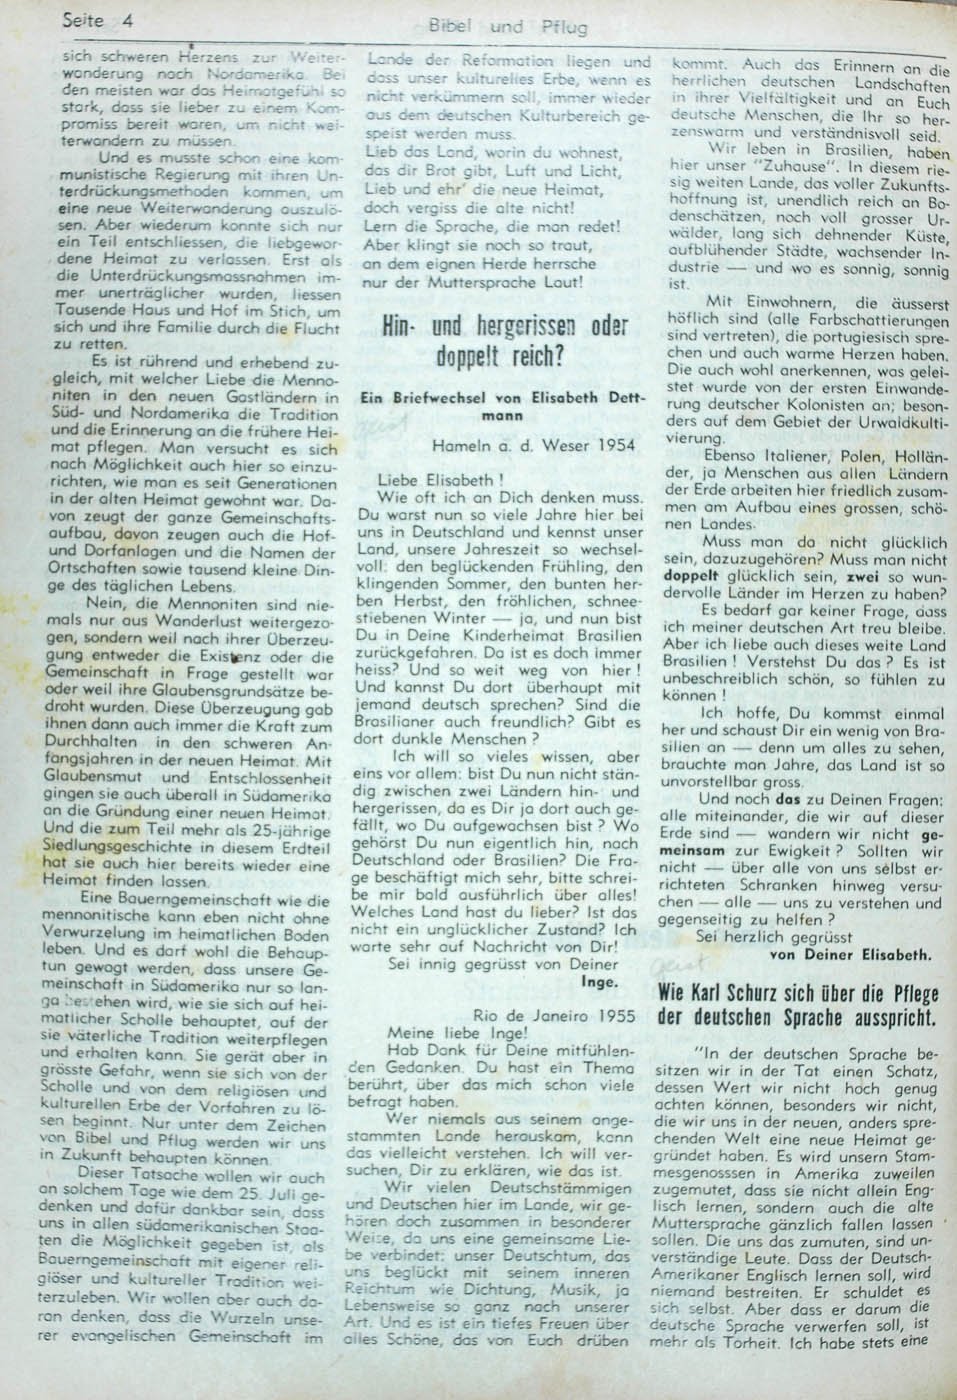 Seite 4
Bibel und Pflug
sich schweren Herzens zur Weiter-
wanderung nach Nordamerika. Bei
den meisten war das Heimatgefühl so
stark, dass sie lieber zu einem Kom-
promiss bereit waren, um nicht wei-
terwandern zu müssen.
Und es musste schon eine kom-
munistische Regierung mit ihren Un-
terdrückungsmethoden kommen, um
eine neue Weiterwanderung auszulö-
sen. Aber wiederum konnte sich nur
ein Teil entschliessen, die liebgewor-
dene Heimat zu verlassen. Erst als
die Unterdrückungsmassnahmen im-
mer unerträglicher wurden, liessen
Tausende Haus und Hof im Stich, um
sich und ihre Familie durch die Flucht
zu retten.
Es ist rührend und erhebend zu-
gleich, mit welcher Liebe die Menno-
niten in den neuen Gastländern in
Süd- und Nordamerika die Tradition
und die Erinnerung an die frühere Hei-
mat pflegen. Man versucht es sich
nach Möglichkeit auch hier so einzu-
richten, wie man es seit Generationen
in der alten Heimat gewohnt war. Da-
von zeugt der ganze Gemeinschafts-
aufbau, davon zeugen auch die Hof-
und Dorfanlagen und die Namen der
Ortschaften sowie tausend kleine Din-
ge des täglichen Lebens.
Nein, die Mennoniten sind nie-
mals nur aus Wanderlust weitergezo-
gen, sondern weil nach ihrer Überzeu-
gung entweder die Existenz oder die
Gemeinschaft in Frage gestellt war
oder weil ihre Glaubensgrundsätze be-
droht wurden. Diese Überzeugung gab
ihnen dann auch immer die Kraft zum
Durchhalten in den schweren An-
fangsjahren in der neuen Heimat. Mit
Glaubensmut und Entschlossenheit
gingen sie auch überall in Südamerika
an die Gründung einer neuen Heimat.
Und die zum Teil mehr als 25-jährige
Siedlungsgeschichte in diesem Erdteil
hat sie auch hier bereits wieder eine
Heimat finden lassen.
Eine Bauerngemeinschaft wie die
mennonitische kann eben nicht ohne
Verwurzelung im heimatlichen Boden
leben. Und es darf wohl die Behaup-
tun gewagt werden, dass unsere Ge-
meinschaft in Südamerika nur so lan-
ga bestehen wird, wie sie sich auf hei-
matlicher Scholle behauptet, auf der
sie väterliche Tradition weiterpflegen
und erhalten kann. Sie gerät aber in
grösste Gefahr, wenn sie sich von der
Scholle und von dem religiösen und
kulturellen Erbe der Vorfahren zu lö-
sen beginnt. Nur unter dem Zeichen
von Bibel und Pflug werden wir uns
in Zukunft behaupten können.
Dieser Tatsache wollen wir auch
an solchem Tage wie dem 25. Juli ge-
denken und dafür dankbar sein, dass
uns in allen südamerikanischen Staa-
ten die Möglichkeit gegeben ist, als
Bauerngemeinschaft mit eigener reli-
giöser und kultureller Tradition wei-
terzuleben. Wir wollen aber auch da-
ran denken, dass die Wurzeln unse-
rer evangelischen Gemeinschaft im
Lande der Reformation liegen und
dass unser kulturelles Erbe, wenn es
nicht verkümmern soll, immer wieder
aus dem deutschen Kulturbereich ge-
speist werden muss.
Lieb das Land, worin du wohnest,
das dir Brot gibt, Luft und Licht,
Lieb und ehr' die neue Heimat,
doch vergiss die alte nicht!
Lern die Sprache, die man redet!
Aber klingt sie noch so traut,
an dem eignen Herde herrsche
nur der Muttersprache Laut!
Hin- und hergerissen oder
doppelt reich?
Ein Briefwechsel von Elisabeth Dett-
mann
geist
Hameln a. d. Weser 1954
Liebe Elisabeth !
Wie oft ich an Dich denken muss.
Du warst nun so viele Jahre hier bei
uns in Deutschland und kennst unser
Land, unsere Jahreszeit so wechsel-
voll: den beglückenden Frühling, den
klingenden Sommer, den bunten her-
ben Herbst, den fröhlichen, schnee-
stiebenen Winter — ja, und nun bist
Du in Deine Kinderheimat Brasilien
zurückgefahren. Da ist es doch immer
heiss? Und so weit weg von hier !
Und kannst Du dort überhaupt mit
jemand deutsch sprechen? Sind die
Brasilianer auch freundlich? Gibt es
dort dunkle Menschen ?
Ich will so vieles wissen, aber
eins vor allem: bist Du nun nicht stän-
dig zwischen zwei Ländern hin- und
hergerissen, da es Dir ja dort auch ge-
fällt, wo Du aufgewachsen bist ? Wo
gehörst Du nun eigentlich hin, nach
Deutschland oder Brasilien? Die Fra-
ge beschäftigt mich sehr, bitte schrei-
be mir bald ausführlich über alles!
Welches Land hast du lieber? Ist das
nicht ein unglücklicher Zustand? Ich
warte sehr auf Nachricht von Dir!
Sei innig gegrüsst von Deiner
Inge.
Rio de Janeiro 1955
Meine liebe Inge!
Hab Dank für Deine mitfühlen-
den Gedanken. Du hast ein Thema
berührt, über das mich schon viele
befragt haben.
Wer niemals aus seinem ange-
stammten Lande herauskam, kann
das vielleicht verstehen. Ich will ver-
suchen, Dir zu erklären, wie das ist.
Wir vielen Deutschstämmigen
und Deutschen hier im Lande, wir ge-
hören doch zusammen in besonderer
Weise, da uns eine gemeinsame Lie-
be verbindet: unser Deutschtum, das
uns beglückt mit seinem inneren
Reichtum wie Dichtung, Musik, ja
Lebensweise so ganz nach unserer
Art. Und es ist ein tiefes Freuen über
alles Schöne, das von Euch drüben
kommt. Auch das Erinnern an die
herrlichen deutschen Landschaften
in ihrer Vielfältigkeit und an Euch
deutsche Menschen, die Ihr so her-
zenswarm und verständnisvoll seid.
Wir leben in Brasilien, haben
hier unser "Zuhause". In diesem rie-
sig weiten Lande, das voller Zukunfts-
hoffnung ist, unendlich reich an Bo-
denschätzen, noch voll grosser Ur-
wälder, lang sich dehnender Küste,
aufblühender Städte, wachsender In-
dustrie — und wo es sonnig, sonnig
ist.
Mit Einwohnern, die äusserst
höflich sind (alle Farbschattierungen
sind vertreten), die portugiesisch spre-
chen und auch warme Herzen haben.
Die auch wohl anerkennen, was gelei-
stet wurde von der ersten Einwande-
rung deutscher Kolonisten an; beson-
ders auf dem Gebiet der Urwaldkulti-
vierung.
Ebenso Italiener, Polen, Hollän-
der, ja Menschen aus allen Ländern
der Erde arbeiten hier friedlich zusam-
men am Aufbau eines grossen, schö-
nen Landes.
Muss man da nicht glücklich
sein, dazuzugehören? Muss man nicht
doppelt glücklich sein, zwei so wun-
dervolle Länder im Herzen zu haben?
Es bedarf gar keiner Frage, dass
ich meiner deutschen Art treu bleibe.
Aber ich liebe auch dieses weite Land
Brasilien ! Verstehst Du das ? Es ist
unbeschreiblich schön, so fühlen zu
können !
Ich hoffe, Du kommst einmal
her und schaust Dir ein wenig von Bra-
silien an — denn um alles zu sehen,
brauchte man Jahre, das Land ist so
unvorstellbar gross.
Und noch das zu Deinen Fragen:
alle miteinander, die wir auf dieser
Erde sind — wandern wir nicht ge-
meinsam zur Ewigkeit ? Sollten wir
nicht — über alle von uns selbst er-
richteten Schranken hinweg versu-
chen — alle — uns zu verstehen und
gegenseitig zu helfen ?
Sei herzlich gegrüsst
von Deiner Elisabeth.
geist
Wie Karl Schurz sich über die Pflege
der deutschen Sprache ausspricht.
"In der deutschen Sprache be-
sitzen wir in der Tat einen Schatz,
dessen Wert wir nicht hoch genug
achten können, besonders wir nicht,
die wir uns in der neuen, anders spre-
chenden Welt eine neue Heimat ge-
gründet haben. Es wird unsern Stam-
mesgenosssen in Amerika zuweilen
zugemutet, dass sie nicht allein Eng-
lisch lernen, sondern auch die alte
Muttersprache gänzlich fallen lassen
sollen. Die uns das zumuten, sind un-
verständige Leute. Dass der Deutsch-
Amerikaner Englisch lernen soll, wird
niemand bestreiten. Er schuldet es
sich selbst. Aber dass er darum die
deutsche Sprache verwerfen soll, ist
mehr als Torheit. Ich habe stets eine